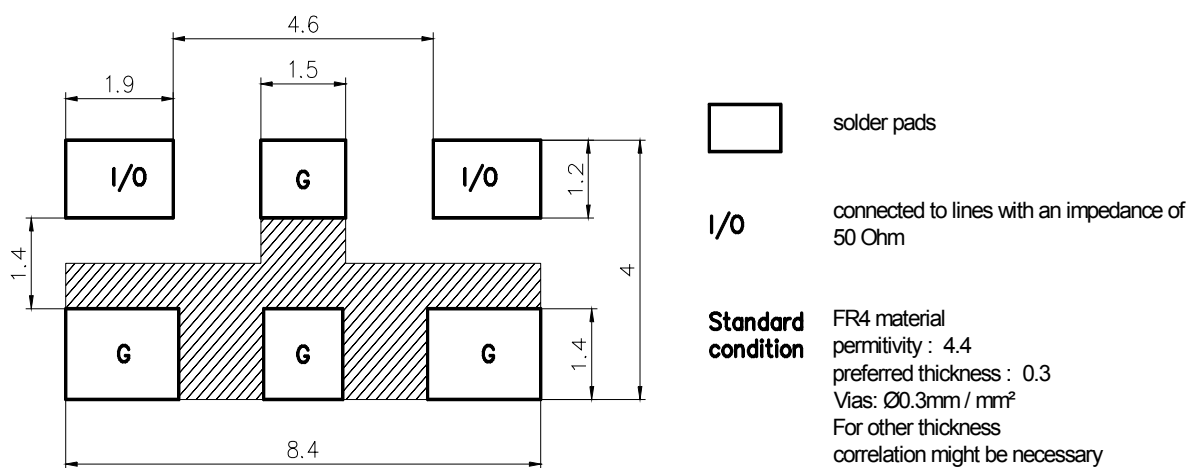 4.6
1.9
1.5
I/O
G
I/O
1.2
1.4
4
G
G
G
1.4
8.4
solder pads
I/O
connected to lines with an impedance of
50 Ohm
Standard
condition
FR4 material
permitivity : 4.4
preferred thickness : 0.3
Vias: Ø0.3mm / mm²
For other thickness
correlation might be necessary